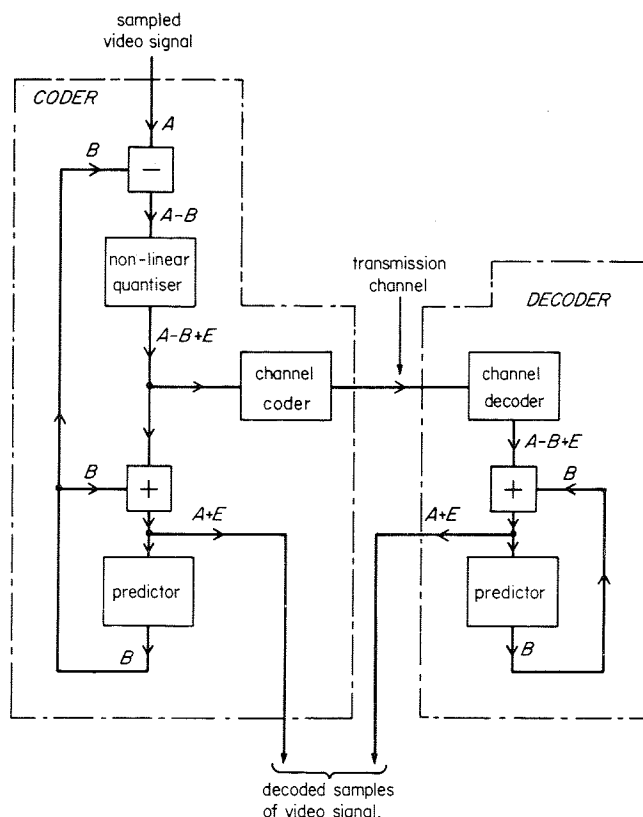 sampled
video signal
CODER
A
B
−
A−B
non-linear
quantiser
transmission
channel
DECODER
A−B+E
channel
coder
channel
decoder
A−B+E
B
+
+
B
A+E
A+E
predictor
predictor
B
B
decoded samples
of video signal.